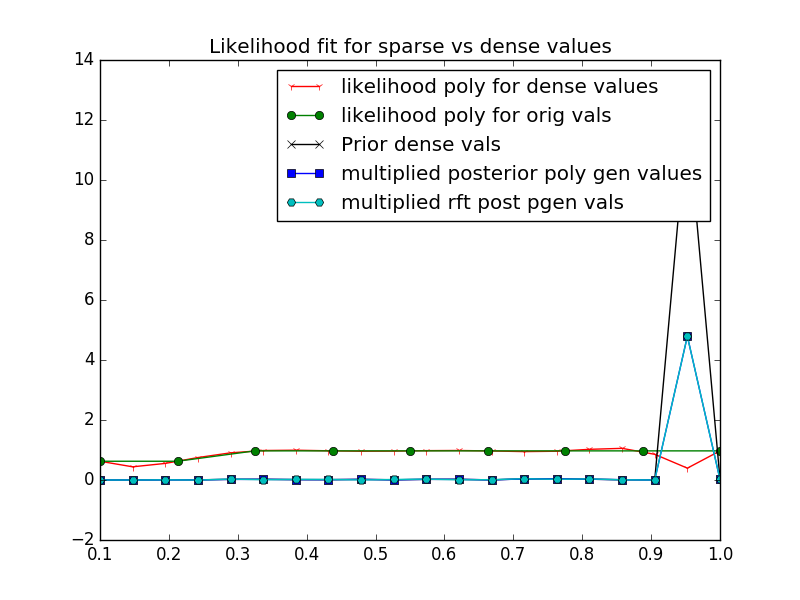 Likelihood fit for sparse vs dense values
14
12
10
8
6
4
2
0
−2
likelihood poly for dense values
likelihood poly for orig vals
Prior dense vals
multiplied posterior poly gen values
multiplied rft post pgen vals
0.1 0.2 0.3 0.4 0.5 0.6 0.7 0.8 0.9 1.0